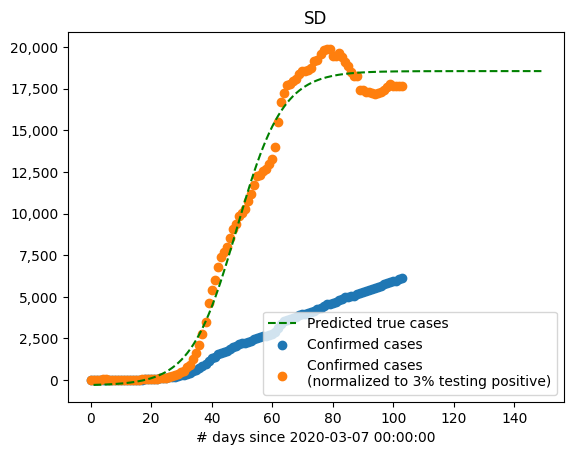 SD
20,000
17,500
15,000
12,500
10,000
7,500
5,000
2,500
0
Predicted true cases
Confirmed cases
Confirmed cases
(normalized to 3% testing positive)
0 20 40 60 80 100 120 140
# days since 2020-03-07 00:00:00